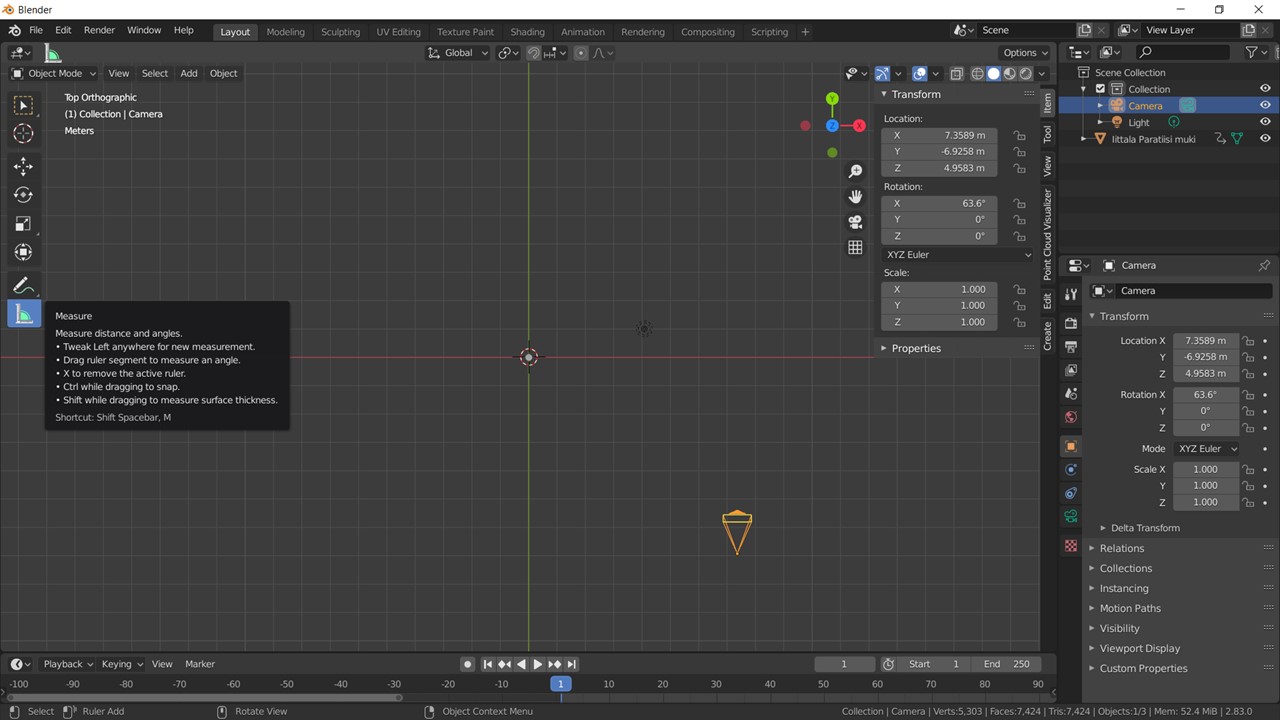 Blender
File Edit Render Window Help Layout Modeling Sculpting UV Editing Texture Paint Shading Animation Rendering Compositing Scripting + Scene View Layer
Global Options
Object Mode View Select Add Object
Top Orthographic
(1) Collection | Camera
Meters
Y
Z
X
Measure
Measure distance and angles.
• Tweak Left anywhere for new measurement.
• Drag ruler segment to measure an angle.
• X to remove the active ruler.
• Ctrl while dragging to snap.
• Shift while dragging to measure surface thickness.
Shortcut: Shift Spacebar, M
Transform
Location:
X 7.3589 m
Y -6.9258 m
Z 4.9583 m
Rotation:
X 63.6°
Y 0°
Z 0°
XYZ Euler
Scale:
X 1.000
Y 1.000
Z 1.000
Properties
Item
Tool
View
Point Cloud Visualizer
Edit
Create
Scene Collection
Collection
Camera
Light
Iittala Paratiisi muki
Camera
Camera
Transform
Location X 7.3589 m
Y -6.9258 m
Z 4.9583 m
Rotation X 63.6°
Y 0°
Z 0°
Mode XYZ Euler
Scale X 1.000
Y 1.000
Z 1.000
Delta Transform
Relations
Collections
Instancing
Motion Paths
Visibility
Viewport Display
Custom Properties
Playback Keying View Marker 1 Start 1 End 250
-100 -90 -80 -70 -60 -50 -40 -30 -20 -10 1 10 20 30 40 50 60 70 80 90
Select Ruler Add Rotate View Object Context Menu Collection | Camera | Verts:5,303 | Faces:7,424 | Tris:7,424 | Objects:1/3 | Mem: 52.4 MiB | 2.83.0